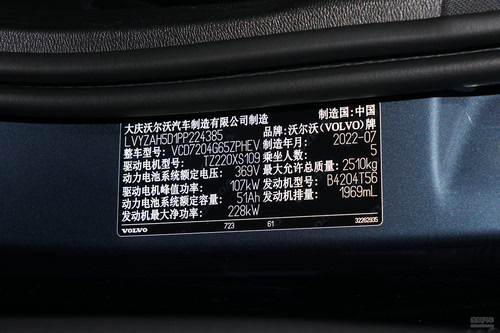 大庆沃尔沃汽车制造有限公司制造 制造国：中国
LVYZAH5D1PP224385 品牌：沃尔沃(VOLVO)牌
整车型号：VCD7204G65ZPHEV 制造年月：2022-07
驱动电机型号：TZ220XS109 乘坐人数：5
动力电池系统额定电压：369V 最大允许总质量：2510kg
驱动电机峰值功率：107kW 发动机型号：B4204T56
动力电池系统额定容量：51Ah 发动机排量：1969mL
发动机最大净功率：228kW
VOLVO 723 61 32262935